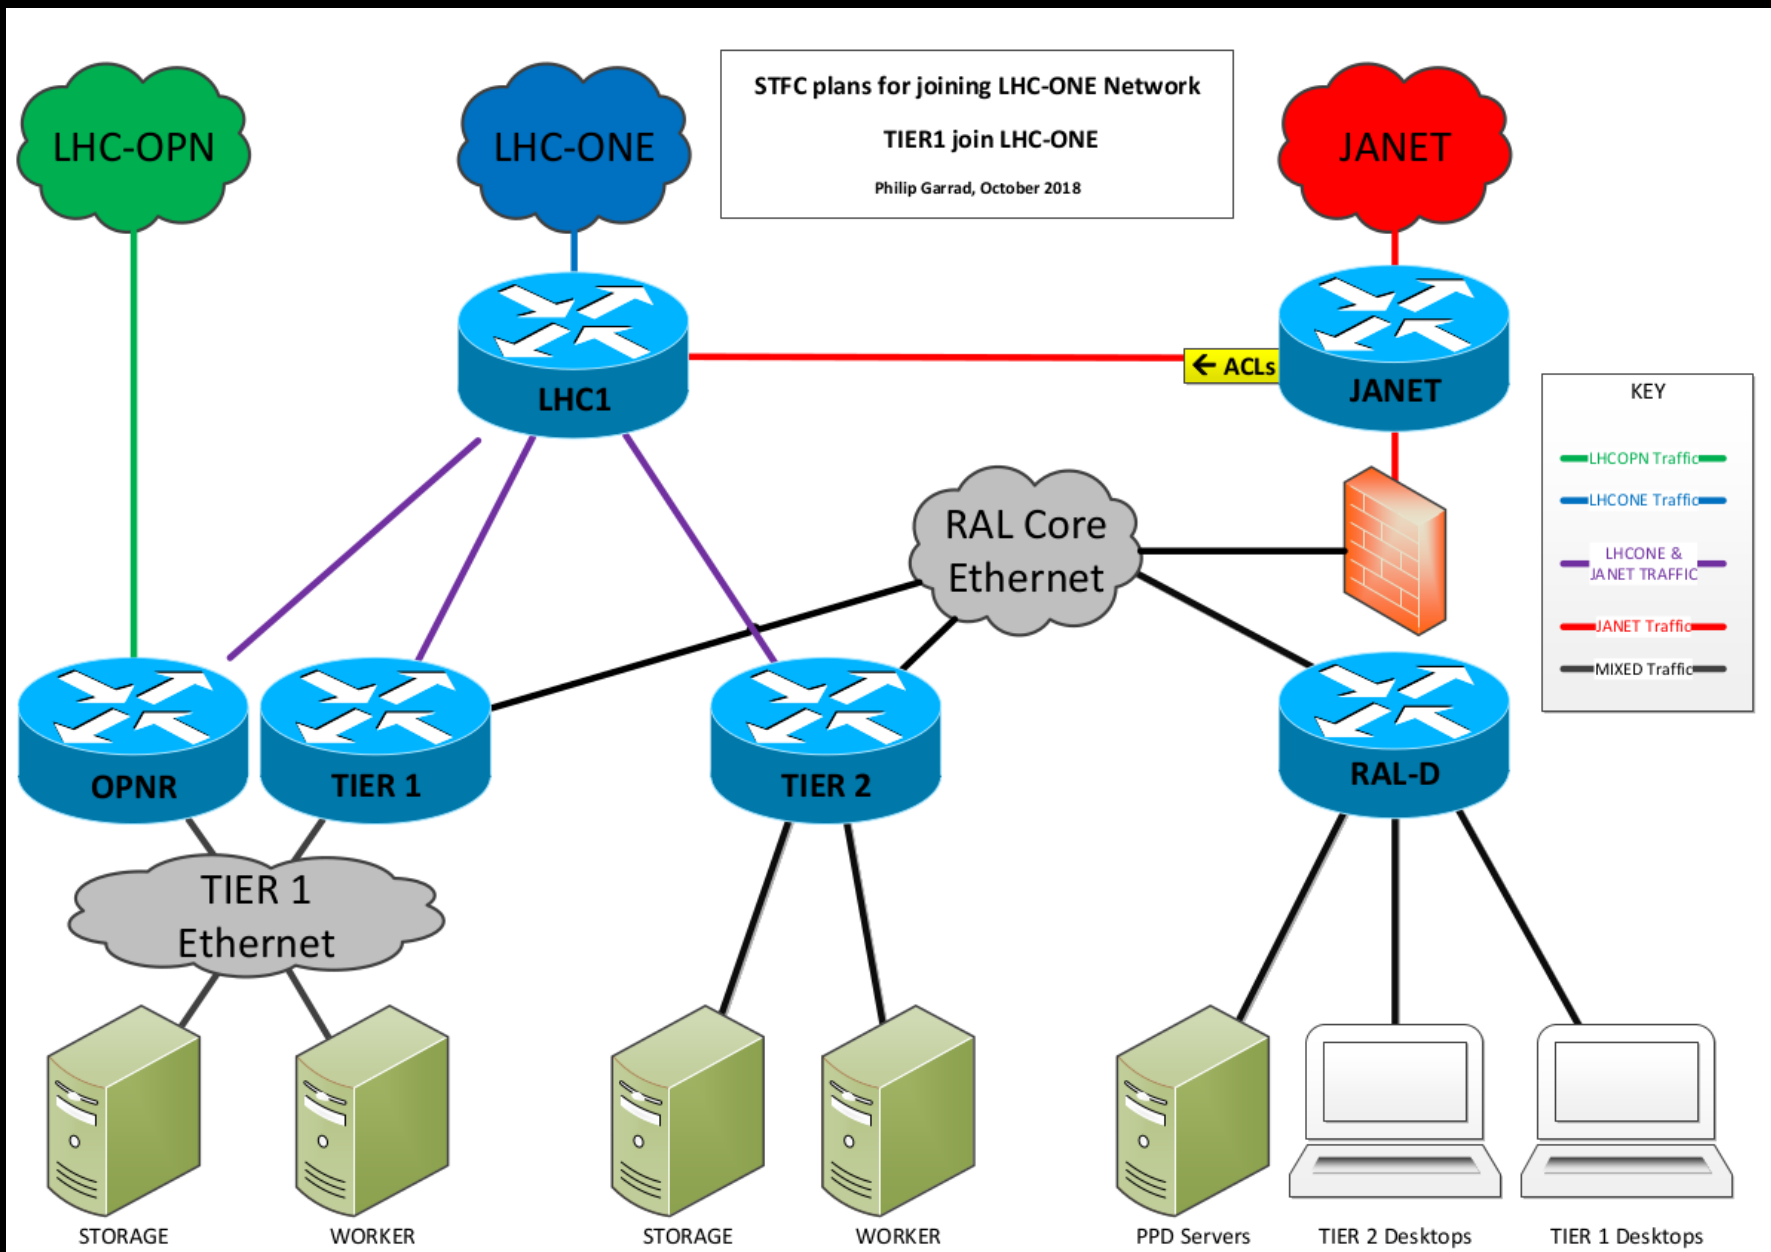 STFC plans for joining LHC-ONE Network
TIER1 join LHC-ONE
Philip Garrad, October 2018
LHC-OPN
LHC-ONE
JANET
LHC1
← ACLs
JANET
KEY
LHCOPN Traffic
LHCONE Traffic
LHCONE &
JANET TRAFFIC
JANET Traffic
MIXED Traffic
RAL Core
Ethernet
OPNR
TIER 1
TIER 2
RAL-D
TIER 1
Ethernet
STORAGE
WORKER
STORAGE
WORKER
PPD Servers
TIER 2 Desktops
TIER 1 Desktops